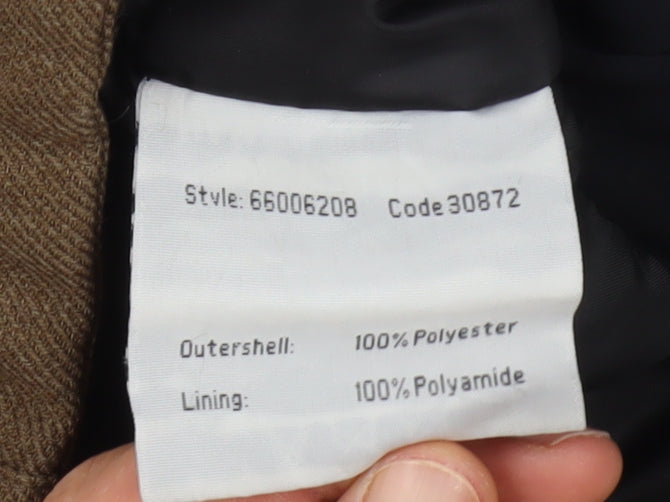 Style: 66006208 Code 30872
Outershell: 100% Polyester
Lining: 100% Polyamide